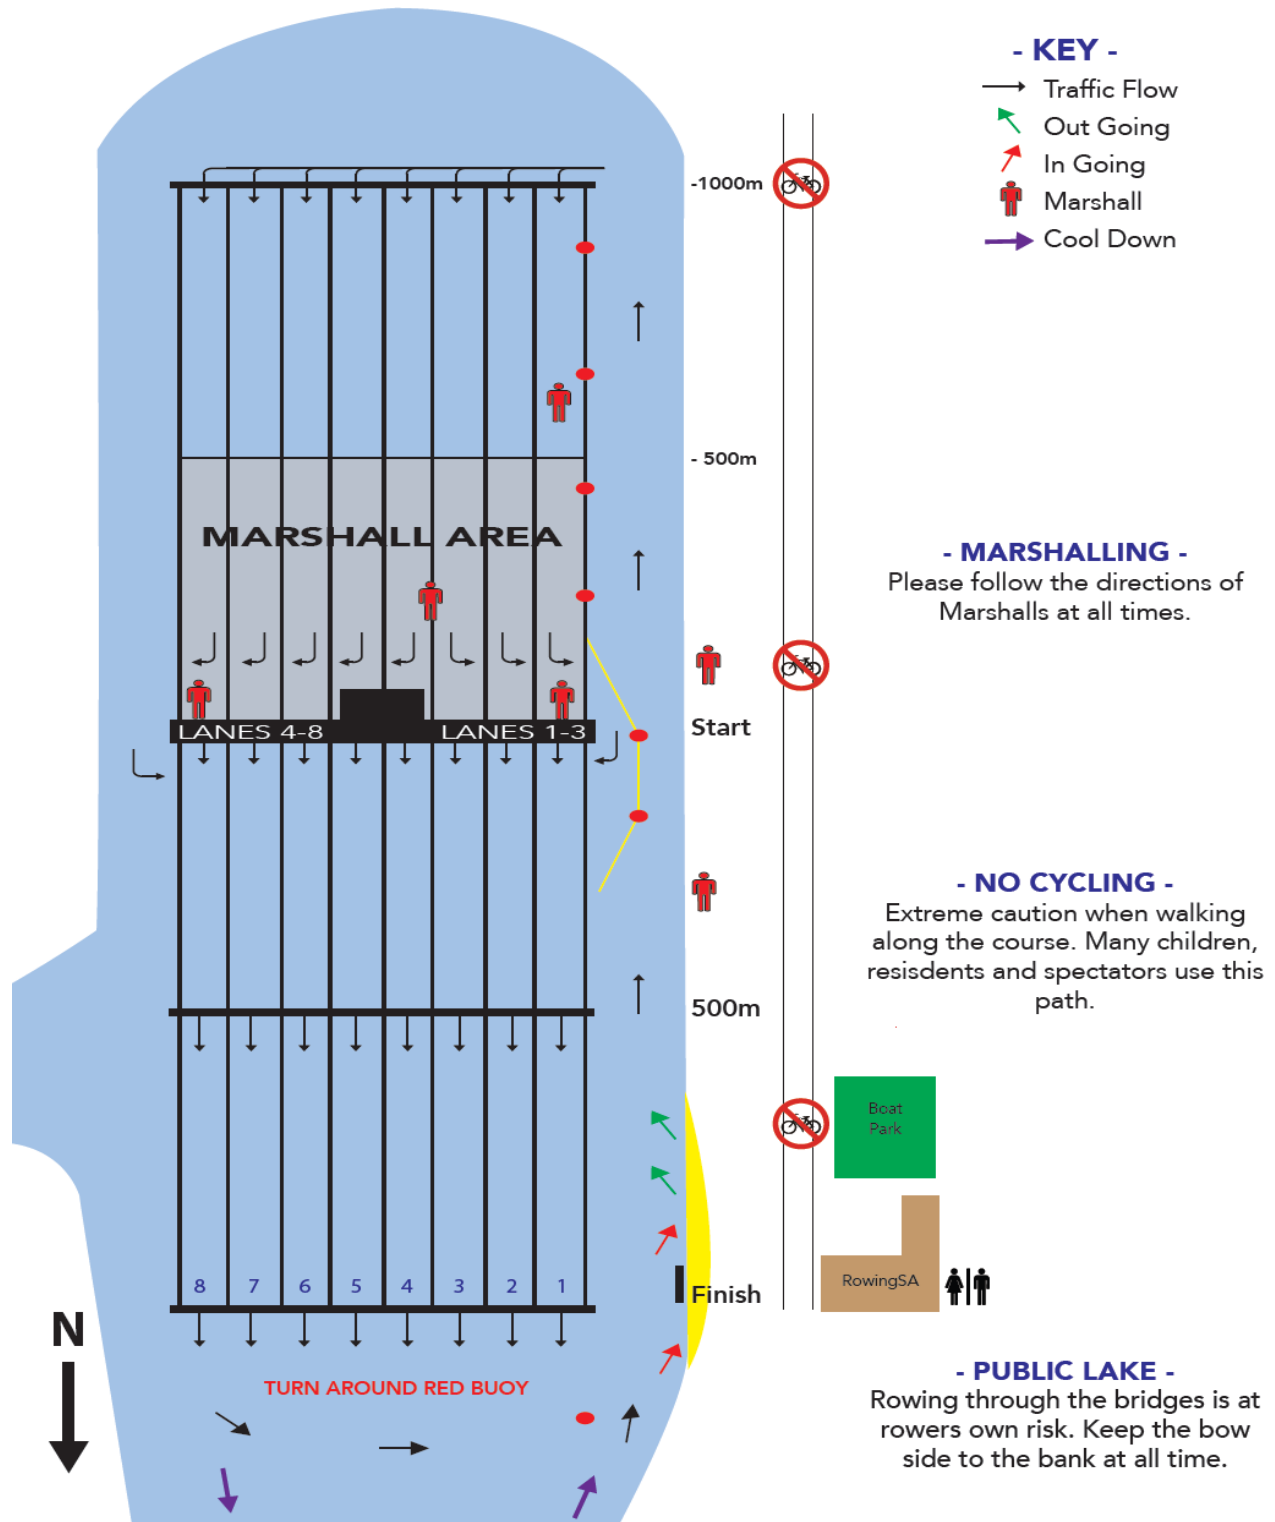 - KEY -
Traffic Flow
Out Going
In Going
Marshall
Cool Down
-1000m
- 500m
MARSHALL AREA
- MARSHALLING -
Please follow the directions of
Marshalls at all times.
Start
LANES 4-8
LANES 1-3
- NO CYCLING -
Extreme caution when walking
along the course. Many children,
resisdents and spectators use this
path.
500m
Boat
Park
RowingSA
8 7 6 5 4 3 2 1
Finish
N
TURN AROUND RED BUOY
- PUBLIC LAKE -
Rowing through the bridges is at
rowers own risk. Keep the bow
side to the bank at all time.